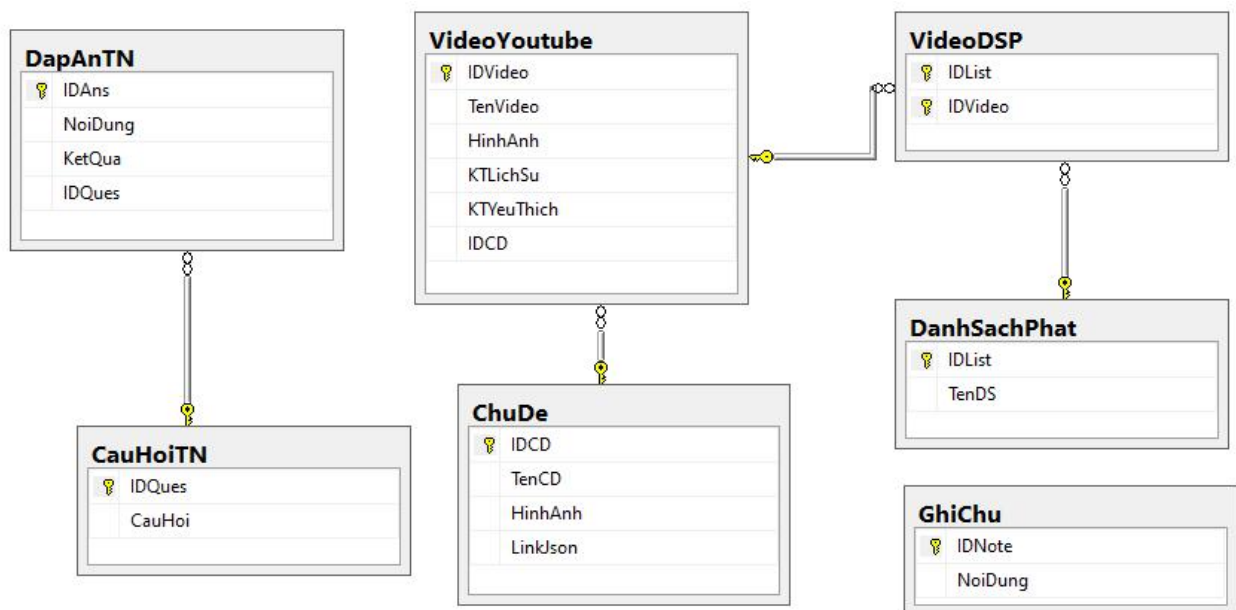 DapAnTN
IDAns
NoiDung
KetQua
IDQues
VideoYoutube
IDVideo
TenVideo
HinhAnh
KTLichSu
KTYeuThich
IDCD
VideoDSP
IDList
IDVideo
CauHoiTN
IDQues
CauHoi
ChuDe
IDCD
TenCD
HinhAnh
LinkJson
DanhSachPhat
IDList
TenDS
GhiChu
IDNote
NoiDung